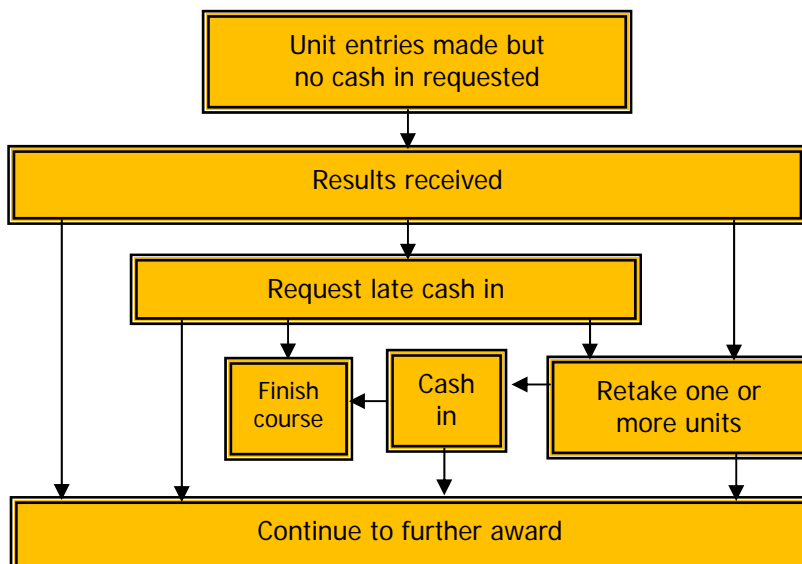 Unit entries made but
no cash in requested
Results received
Request late cash in
Finish
course
Cash
in
Retake one or
more units
Continue to further award